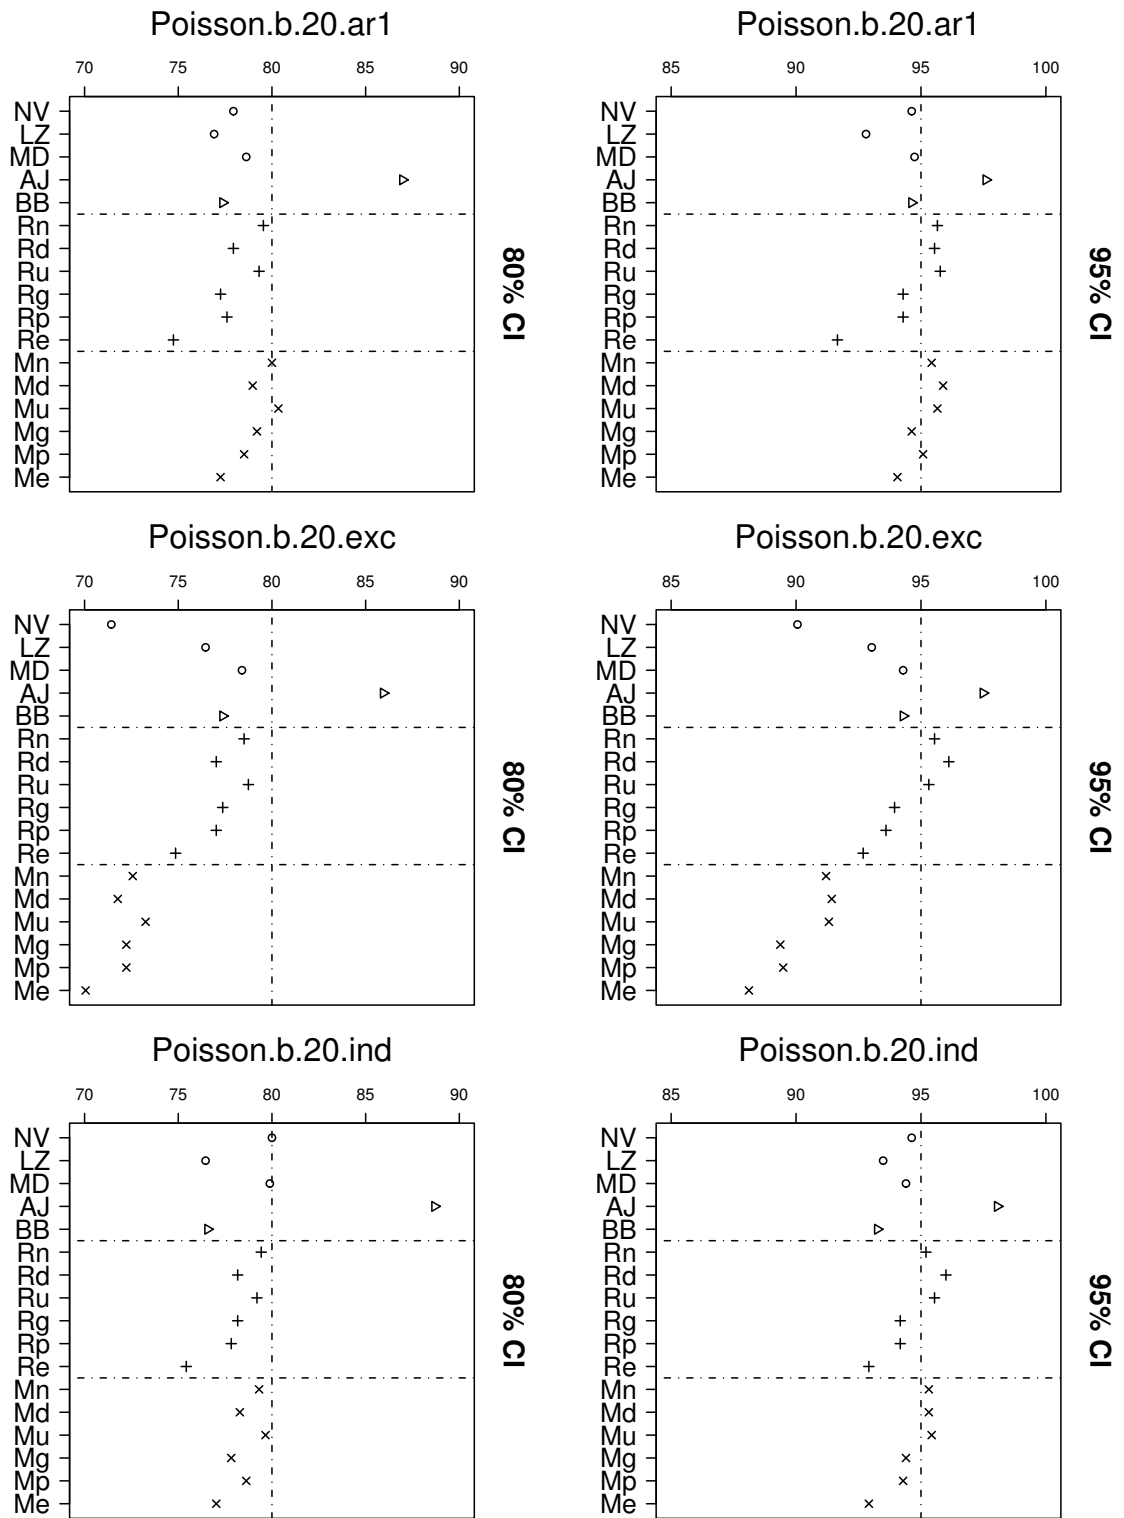 Poisson.b.20.ar1
70 75 80 85 90
NV
LZ
MD
AJ
BB
Rn
Rd
Ru
Rg
Rp
Re
Mn
Md
Mu
Mg
Mp
Me
80% CI
Poisson.b.20.ar1
85 90 95 100
NV
LZ
MD
AJ
BB
Rn
Rd
Ru
Rg
Rp
Re
Mn
Md
Mu
Mg
Mp
Me
95% CI
Poisson.b.20.exc
70 75 80 85 90
NV
LZ
MD
AJ
BB
Rn
Rd
Ru
Rg
Rp
Re
Mn
Md
Mu
Mg
Mp
Me
80% CI
Poisson.b.20.exc
85 90 95 100
NV
LZ
MD
AJ
BB
Rn
Rd
Ru
Rg
Rp
Re
Mn
Md
Mu
Mg
Mp
Me
95% CI
Poisson.b.20.ind
70 75 80 85 90
NV
LZ
MD
AJ
BB
Rn
Rd
Ru
Rg
Rp
Re
Mn
Md
Mu
Mg
Mp
Me
80% CI
Poisson.b.20.ind
85 90 95 100
NV
LZ
MD
AJ
BB
Rn
Rd
Ru
Rg
Rp
Re
Mn
Md
Mu
Mg
Mp
Me
95% CI